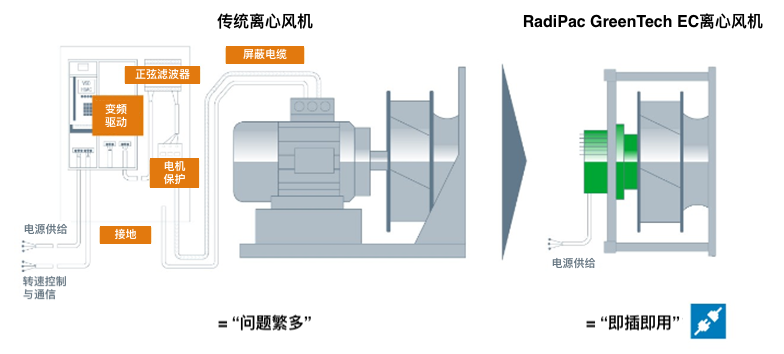 传统离心风机
RadiPac GreenTech EC离心风机
屏蔽电缆
正弦滤波器
变频
驱动
电机
保护
电源供给
接地
转速控制
与通信
电源供给
= “问题繁多”
= “即插即用”